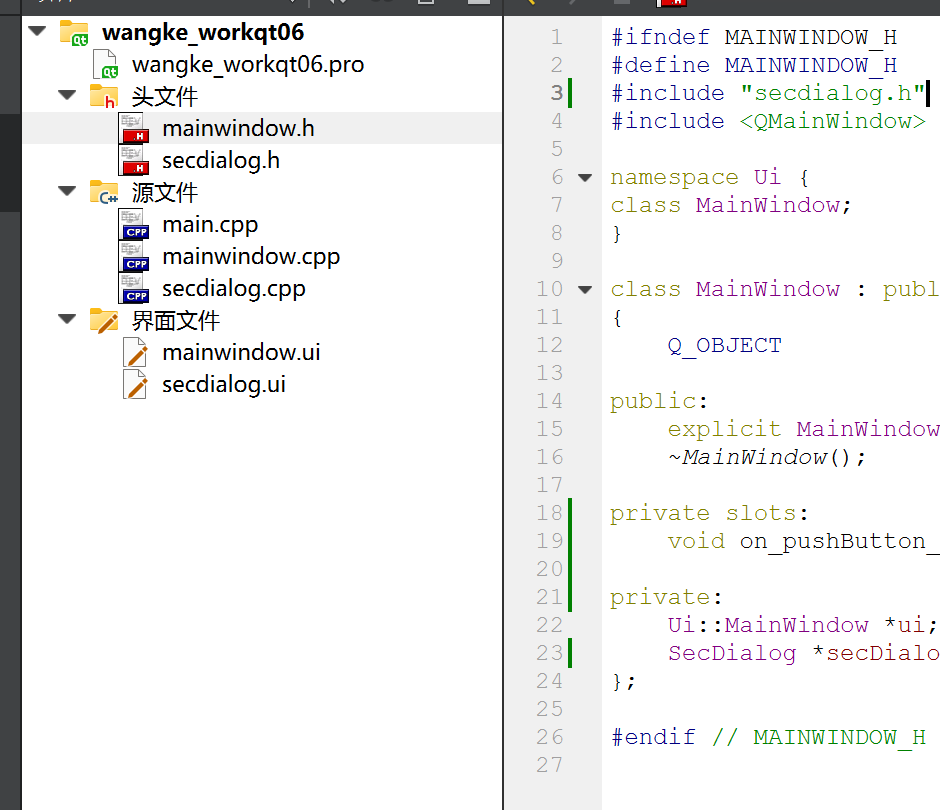 wangke_workqt06
wangke_workqt06.pro
头文件
mainwindow.h
secdialog.h
源文件
main.cpp
mainwindow.cpp
secdialog.cpp
界面文件
mainwindow.ui
secdialog.ui
1 #ifndef MAINWINDOW_H
2 #define MAINWINDOW_H
3 #include "secdialog.h"
4 #include <QMainWindow>
5
6 namespace Ui {
7 class MainWindow;
8 }
9
10 class MainWindow : publ
11 {
12 Q_OBJECT
13
14 public:
15 explicit MainWindow
16 ~MainWindow();
17
18 private slots:
19 void on_pushButton_
20
21 private:
22 Ui::MainWindow *ui;
23 SecDialog *secDialo
24 };
25
26 #endif // MAINWINDOW_H
27